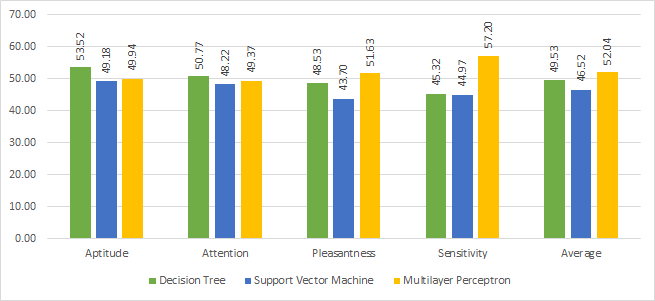 70.00
60.00
50.00
40.00
30.00
20.00
10.00
0.00
53.52
49.18
49.94
50.77
48.22
49.37
48.53
43.70
51.63
45.32
44.97
57.20
49.53
46.52
52.04
Aptitude
Attention
Pleasantness
Sensitivity
Average
Decision Tree
Support Vector Machine
Multilayer Perceptron